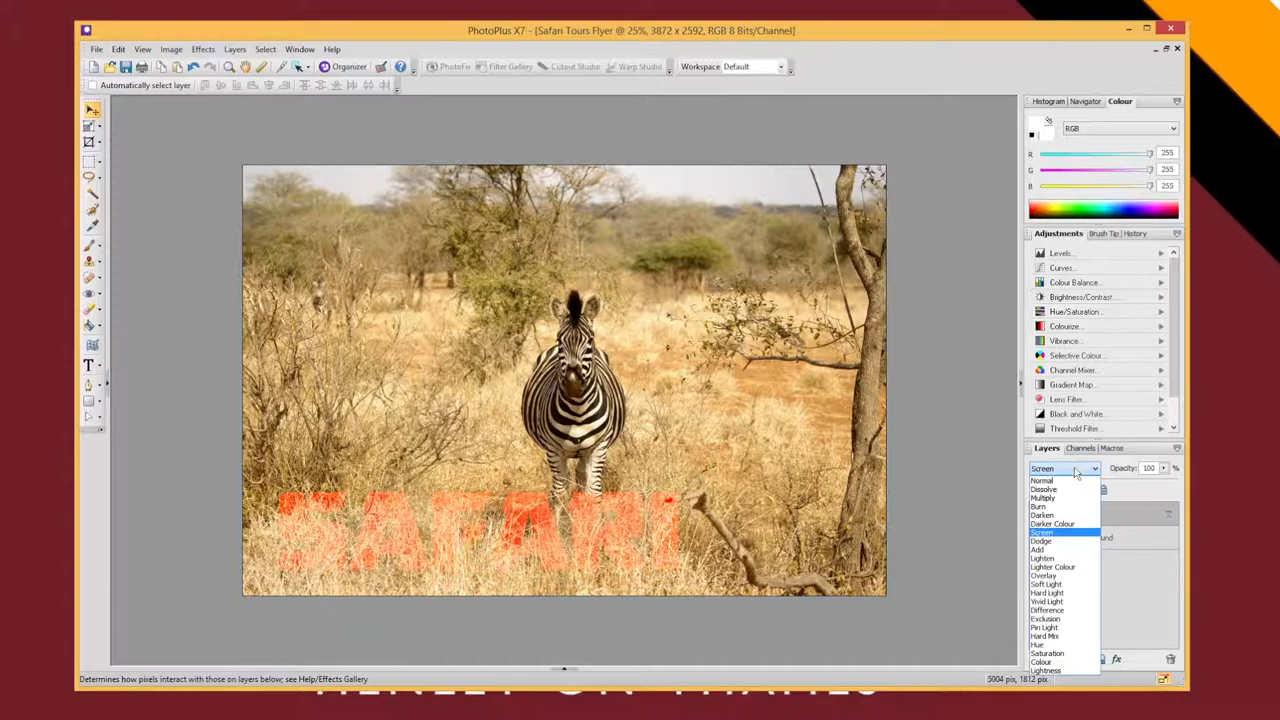 PhotoPlus X7 - [Safari Tours Flyer @ 25%, 3872 x 2592, RGB 8 Bits/Channel]
File Edit View Image Effects Layers Select Window Help
Organizer PhotoFix Filter Gallery Cutout Studio Warp Studio Workspace Default
Automatically select layer
Histogram Navigator Colour
RGB
R 255
G 255
B 255
Adjustments Brush Tip History
Levels...
Curves...
Colour Balance...
Brightness/Contrast...
Hue/Saturation...
Colourize...
Vibrance...
Selective Colour...
Channel Mixer...
Gradient Map...
Lens Filter...
Black and White...
Threshold Filter...
Layers Channels Macros
Screen Opacity: 100 %
Normal
Dissolve
Multiply
Burn
Darken
Darker Colour
Screen
Dodge
Add
Lighten
Lighter Colour
Overlay
Soft Light
Hard Light
Vivid Light
Difference
Exclusion
Pin Light
Hard Mix
Hue
Saturation
Colour
Lightness
ound
fx
SAFARI
Determines how pixels interact with those on layers below; see Help/Effects Gallery
5004 pix, 1812 pix